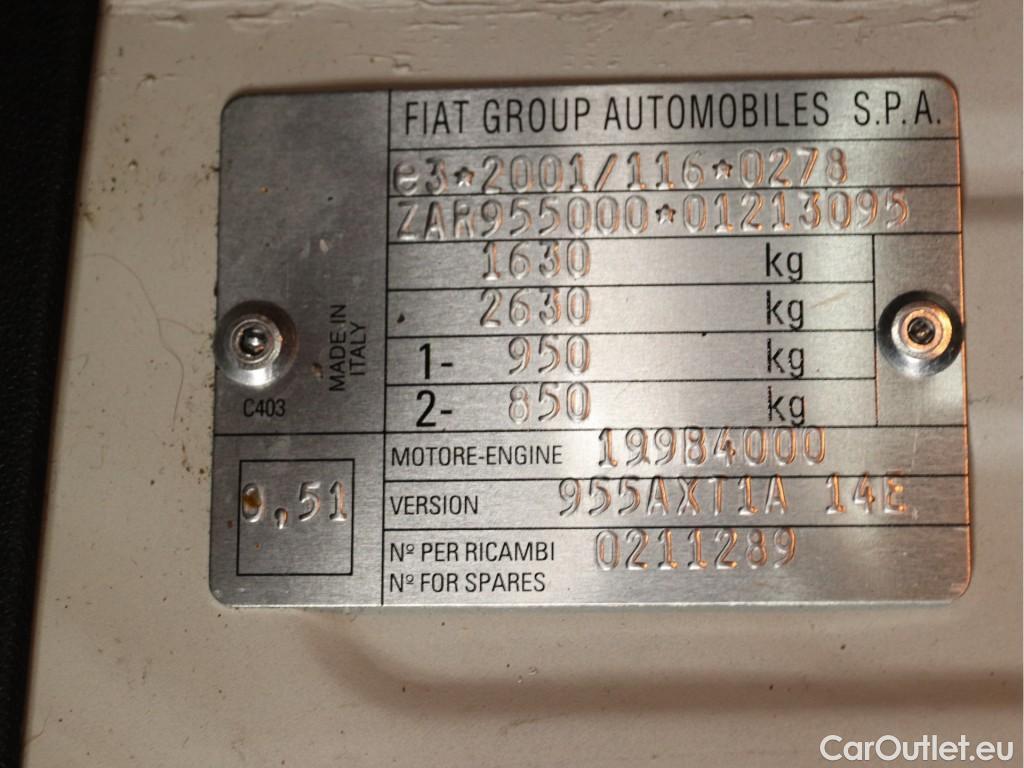 FIAT GROUP AUTOMOBILES S.P.A.
e3*2001/116*0278
ZAR955000*01213095
1630 kg
2630 kg
1- 950 kg
2- 850 kg
MADE IN ITALY
C403
MOTORE-ENGINE 199B4000
0,51
VERSION 955AXT1A 14E
Nº PER RICAMBI
Nº FOR SPARES
0211289
CarOutlet.eu